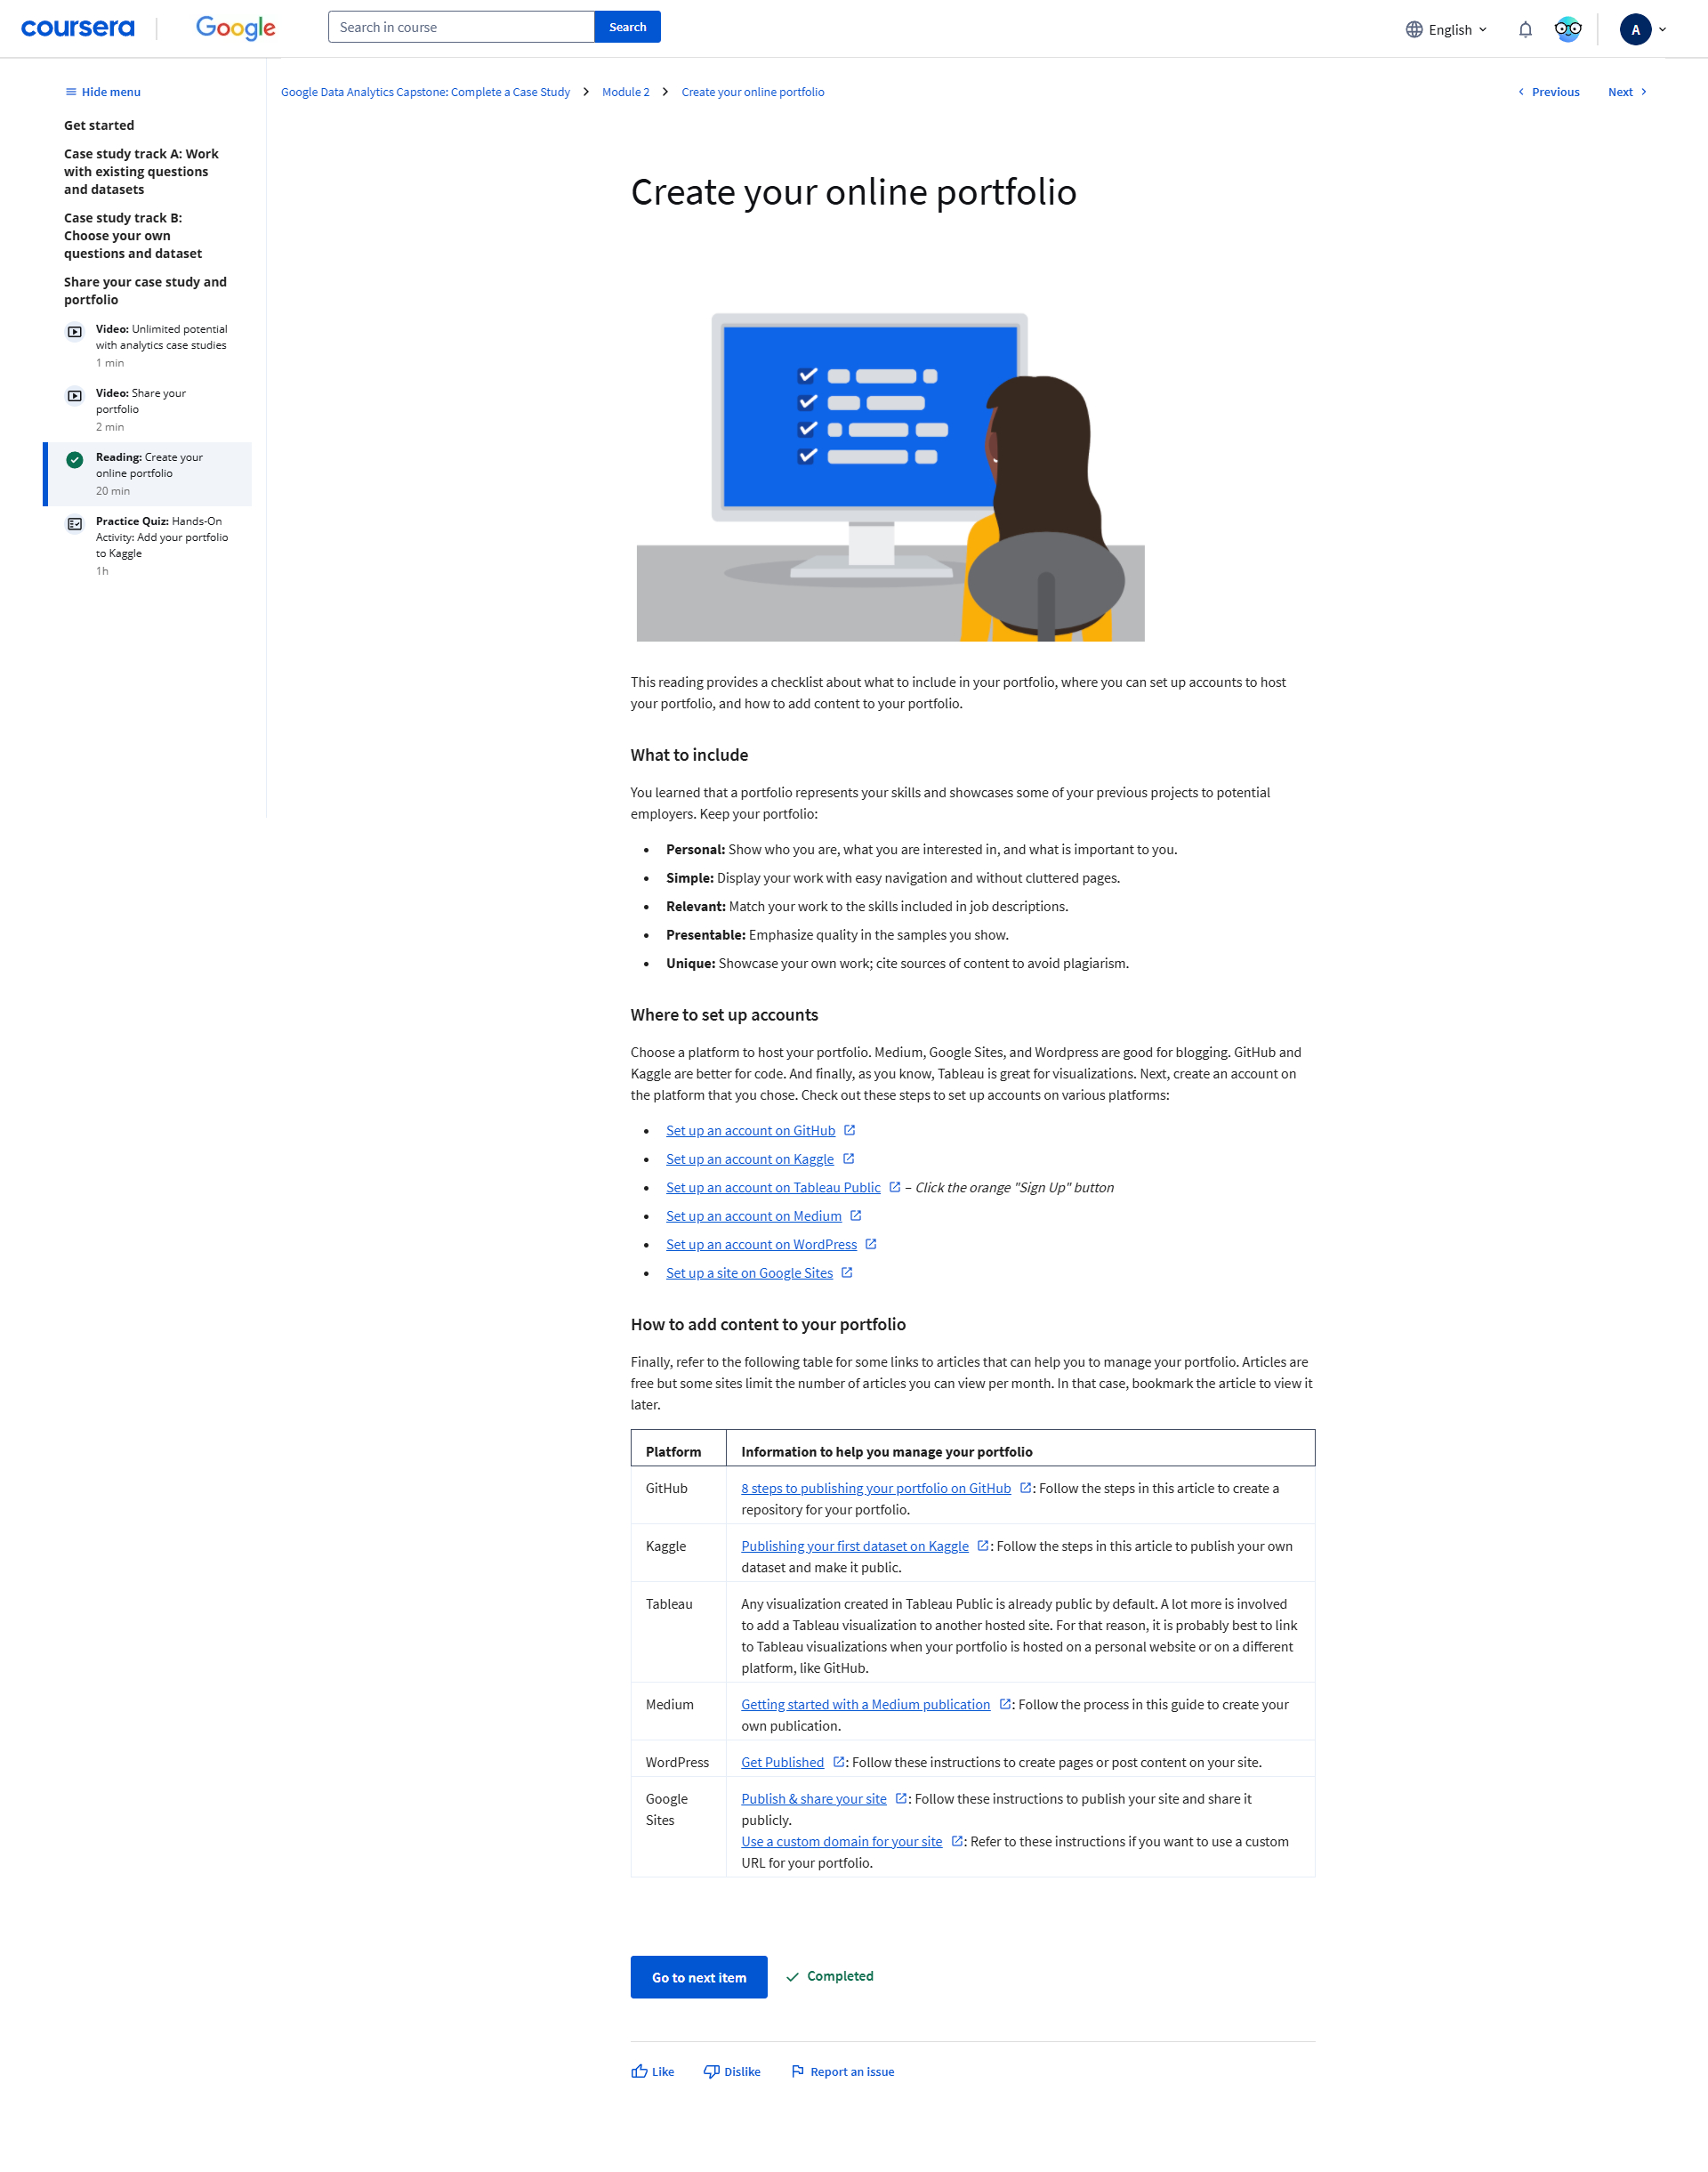 coursera
Google
Search in course
Search
English
A
Hide menu
Get started
Case study track A: Work
with existing questions
and datasets
Case study track B:
Choose your own
questions and dataset
Share your case study and
portfolio
Video: Unlimited potential
with analytics case studies
1 min
Video: Share your
portfolio
2 min
Reading: Create your
online portfolio
20 min
Practice Quiz: Hands-On
Activity: Add your portfolio
to Kaggle
1h
Google Data Analytics Capstone: Complete a Case Study
Module 2
Create your online portfolio
Previous
Next
Create your online portfolio
This reading provides a checklist about what to include in your portfolio, where you can set up accounts to host
your portfolio, and how to add content to your portfolio.
What to include
You learned that a portfolio represents your skills and showcases some of your previous projects to potential
employers. Keep your portfolio:
Personal: Show who you are, what you are interested in, and what is important to you.
Simple: Display your work with easy navigation and without cluttered pages.
Relevant: Match your work to the skills included in job descriptions.
Presentable: Emphasize quality in the samples you show.
Unique: Showcase your own work; cite sources of content to avoid plagiarism.
Where to set up accounts
Choose a platform to host your portfolio. Medium, Google Sites, and Wordpress are good for blogging. GitHub and
Kaggle are better for code. And finally, as you know, Tableau is great for visualizations. Next, create an account on
the platform that you chose. Check out these steps to set up accounts on various platforms:
Set up an account on GitHub
Set up an account on Kaggle
Set up an account on Tableau Public – Click the orange "Sign Up" button
Set up an account on Medium
Set up an account on WordPress
Set up a site on Google Sites
How to add content to your portfolio
Finally, refer to the following table for some links to articles that can help you to manage your portfolio. Articles are
free but some sites limit the number of articles you can view per month. In that case, bookmark the article to view it
later.
Platform
Information to help you manage your portfolio
GitHub
8 steps to publishing your portfolio on GitHub : Follow the steps in this article to create a
repository for your portfolio.
Kaggle
Publishing your first dataset on Kaggle : Follow the steps in this article to publish your own
dataset and make it public.
Tableau
Any visualization created in Tableau Public is already public by default. A lot more is involved
to add a Tableau visualization to another hosted site. For that reason, it is probably best to link
to Tableau visualizations when your portfolio is hosted on a personal website or on a different
platform, like GitHub.
Medium
Getting started with a Medium publication : Follow the process in this guide to create your
own publication.
WordPress
Get Published : Follow these instructions to create pages or post content on your site.
Google
Sites
Publish & share your site : Follow these instructions to publish your site and share it
publicly.
Use a custom domain for your site : Refer to these instructions if you want to use a custom
URL for your portfolio.
Go to next item
Completed
Like
Dislike
Report an issue